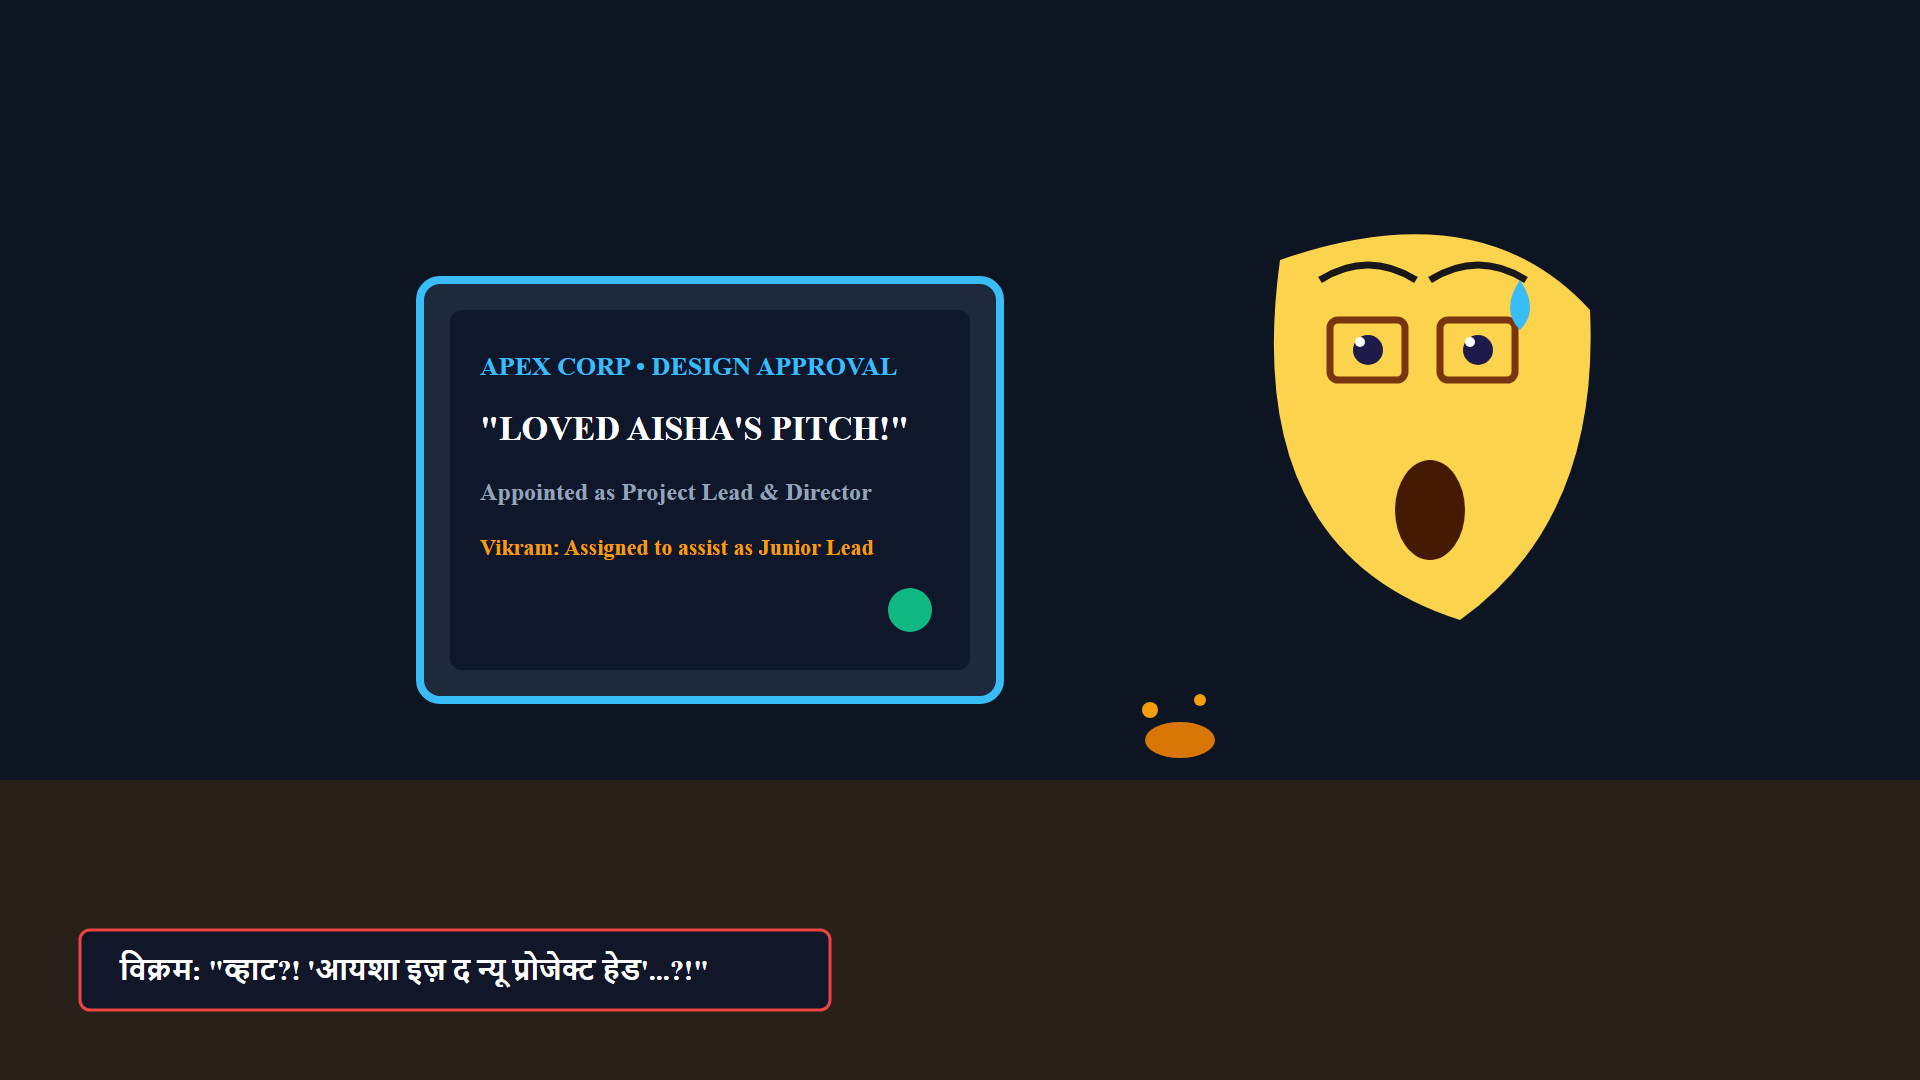 APEX CORP • DESIGN APPROVAL
"LOVED AISHA'S PITCH!"
Appointed as Project Lead & Director
Vikram: Assigned to assist as Junior Lead
विक्रम: "व्हाट?! 'आयशा इज़ द न्यू प्रोजेक्ट हेड'...?!"